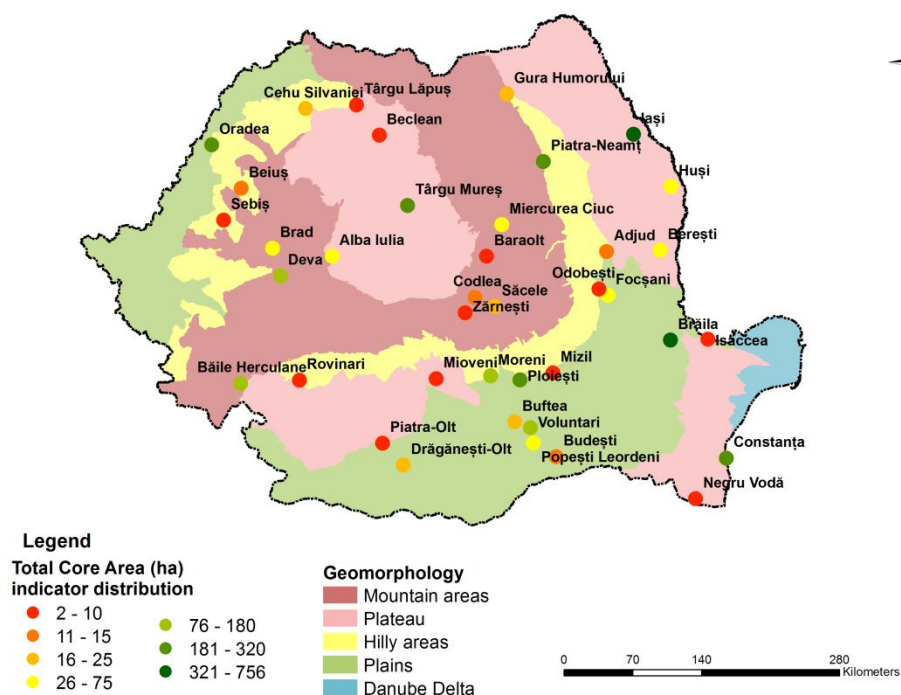 Gura Humorului
Cehu Silvaniei
Târgu Lăpuș
Beclean
Iași
Oradea
Piatra-Neamț
Huși
Beiuș
Târgu Mureș
Sebiș
Miercurea Ciuc
Brad
Alba Iulia
Baraolt
Adjud
Berești
Deva
Codlea
Săcele
Odobești
Focșani
Zărnești
Brăila
Isaccea
Băile Herculane
Rovinari
Mioveni
Moreni
Mizil
Ploiești
Buftea
Voluntari
Piatra-Olt
Budești
Drăgănești-Olt
Popești Leordeni
Constanța
Negru Vodă
Legend
Total Core Area (ha)
indicator distribution
2 - 10
11 - 15
16 - 25
26 - 75
76 - 180
181 - 320
321 - 756
Geomorphology
Mountain areas
Plateau
Hilly areas
Plains
Danube Delta
0 70 140 280
Kilometers